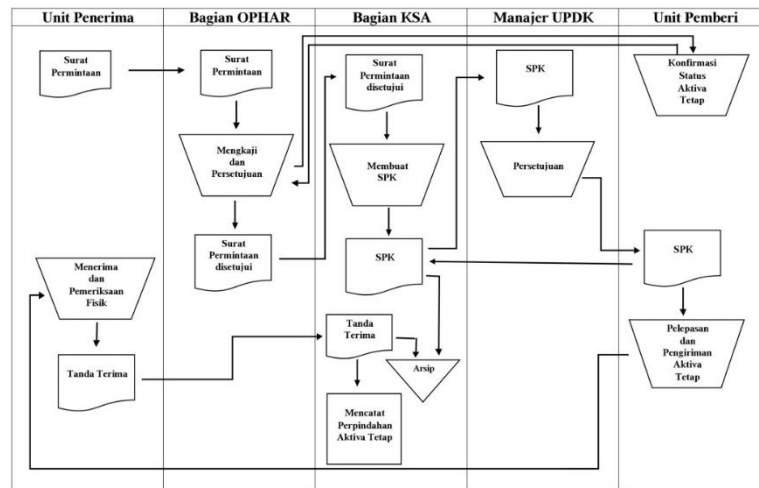 Unit Penerima
Bagian OPHAR
Bagian KSA
Manajer UPDK
Unit Pemberi
Surat
Permintaan
Surat
Permintaan
Surat
Permintaan
disetujui
SPK
Konfirmasi
Status
Aktiva
Tetap
Mengkaji
dan
Persetujuan
Membuat
SPK
Persetujuan
Surat
Permintaan
disetujui
SPK
SPK
Menerima
dan
Pemeriksaan
Fisik
Tanda
Terima
Arsip
Pelepasan
dan
Pengiriman
Aktiva
Tetap
Tanda Terima
Mencatat
Perpindahan
Aktiva Tetap